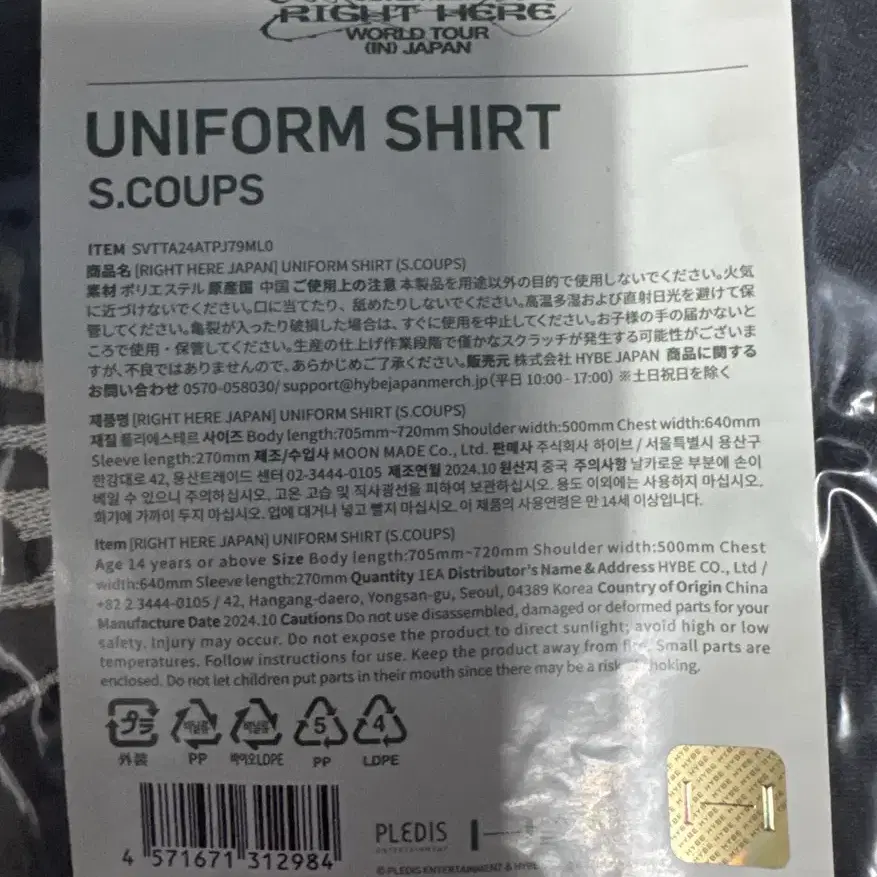 RIGHT HERE
WORLD TOUR
(IN) JAPAN
UNIFORM SHIRT
S.COUPS
ITEM SVTTA24ATPJ79ML0
商品名 [RIGHT HERE JAPAN] UNIFORM SHIRT (S.COUPS)
素材 ポリエステル 原産国 中国 ご使用上の注意 本製品を用途以外の目的で使用しないでください。火気
に近づけないでください。口に当てたり、舐めたりしないでください。高温多湿および直射日光を避けて保
管してください。亀裂が入ったり破損した場合は、すぐに使用を中止してください。お子様の手の届かないと
ころで使用・保管してください。生産の仕上げ作業段階で僅かなスクラッチが発生する可能性がございま
すが、不良ではありませんので、あらかじめご了承ください。販売元 株式会社 HYBE JAPAN 商品に関する
お問い合わせ 0570-058030/ support@hybejapanmerch.jp (平日 10:00 - 17:00) ※土日祝日を除く
제품명 [RIGHT HERE JAPAN] UNIFORM SHIRT (S.COUPS)
재질 폴리에스테르 사이즈 Body length:705mm~720mm Shoulder width:500mm Chest width:640mm
Sleeve length:270mm 제조/수입사 MOON MADE Co., Ltd. 판매사 주식회사 하이브 / 서울특별시 용산구
한강대로 42, 용산트레이드 센터 02-3444-0105 제조연월 2024.10 원산지 중국 주의사항 날카로운 부분에 손이
베일 수 있으니 주의하십시오. 고온 고습 및 직사광선을 피하여 보관하십시오. 용도 이외에는 사용하지 마십시오.
화기에 가까이 두지 마십시오. 입에 대거나 넣고 빨지 마십시오. 이 제품의 사용연령은 만 14세 이상입니다.
Item [RIGHT HERE JAPAN] UNIFORM SHIRT (S.COUPS)
Age 14 years or above Size Body length:705mm~720mm Shoulder width:500mm Chest
width:640mm Sleeve length:270mm Quantity 1EA Distributor's Name & Address HYBE CO., Ltd /
+82 2 3444-0105 / 42, Hangang-daero, Yongsan-gu, Seoul, 04389 Korea Country of Origin China
Manufacture Date 2024.10 Cautions Do not use disassembled, damaged or deformed parts for your
safety. Injury may occur. Do not expose the product to direct sunlight; avoid high or low
temperatures. Follow instructions for use. Keep the product away from fire. Small parts are
enclosed. Do not let children put parts in their mouth since there may be a risk hoking.
プラ 비닐류 비닐류 5 4
外装 PP 바이오LDPE PP LDPE
4 571671 312984
PLEDIS
ENTERTAINMENT
© PLEDIS ENTERTAINMENT & HYBE
HYBE HYBE HYBE